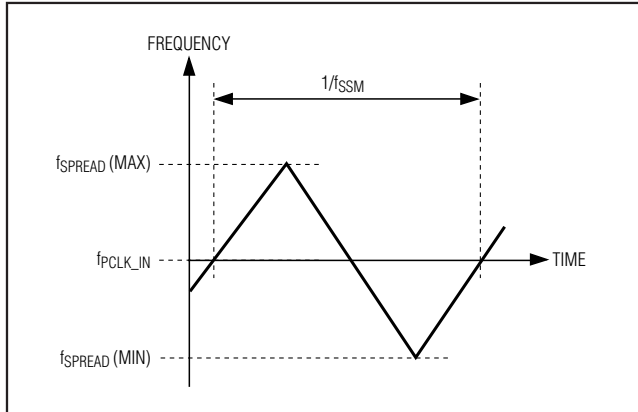 FREQUENCY
1/fSSM
fSPREAD (MAX)
fPCLK_IN
TIME
fSPREAD (MIN)